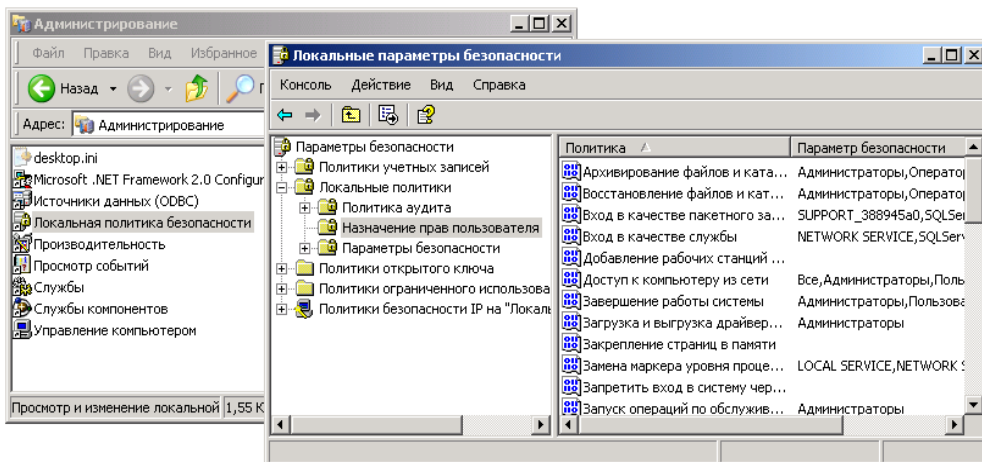 Администрирование
Файл Правка Вид Избранное
Назад
Адрес: Администрирование
desktop.ini
Microsoft .NET Framework 2.0 Configur
Источники данных (ODBC)
Локальная политика безопасности
Производительность
Просмотр событий
Службы
Службы компонентов
Управление компьютером
Просмотр и изменение локальной 1,55 К
Локальные параметры безопасности
Консоль Действие Вид Справка
Параметры безопасности
Политики учетных записей
Локальные политики
Политика аудита
Назначение прав пользователя
Параметры безопасности
Политики открытого ключа
Политики ограниченного использова
Политики безопасности IP на "Локаль
Политика Параметр безопасности
Архивирование файлов и ката... Администраторы,Оператор
Восстановление файлов и кат... Администраторы,Оператор
Вход в качестве пакетного за... SUPPORT_388945a0,SQLSer
Вход в качестве службы NETWORK SERVICE,SQLServ
Добавление рабочих станций ...
Доступ к компьютеру из сети Все,Администраторы,Поль
Завершение работы системы Администраторы,Пользова
Загрузка и выгрузка драйвер... Администраторы
Закрепление страниц в памяти
Замена маркера уровня проце... LOCAL SERVICE,NETWORK S
Запретить вход в систему чер...
Запуск операций по обслужив... Администраторы